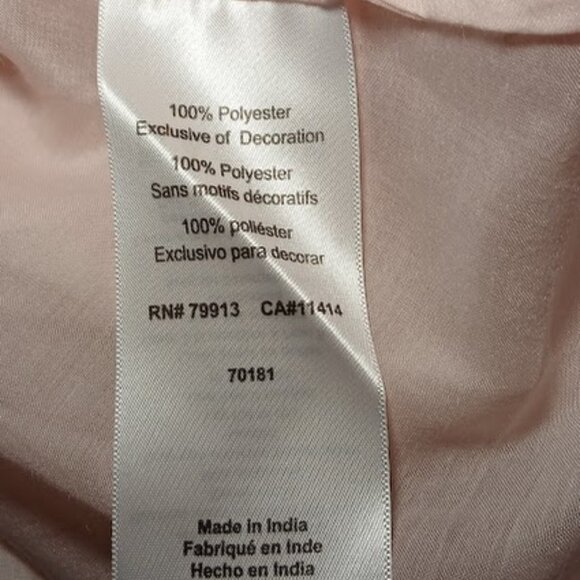 100% Polyester
Exclusive of Decoration
100% Polyester
Sans motifs décoratifs
100% poliéster
Exclusivo para decorar
RN# 79913 CA#11414
70181
Made in India
Fabriqué en Inde
Hecho en India